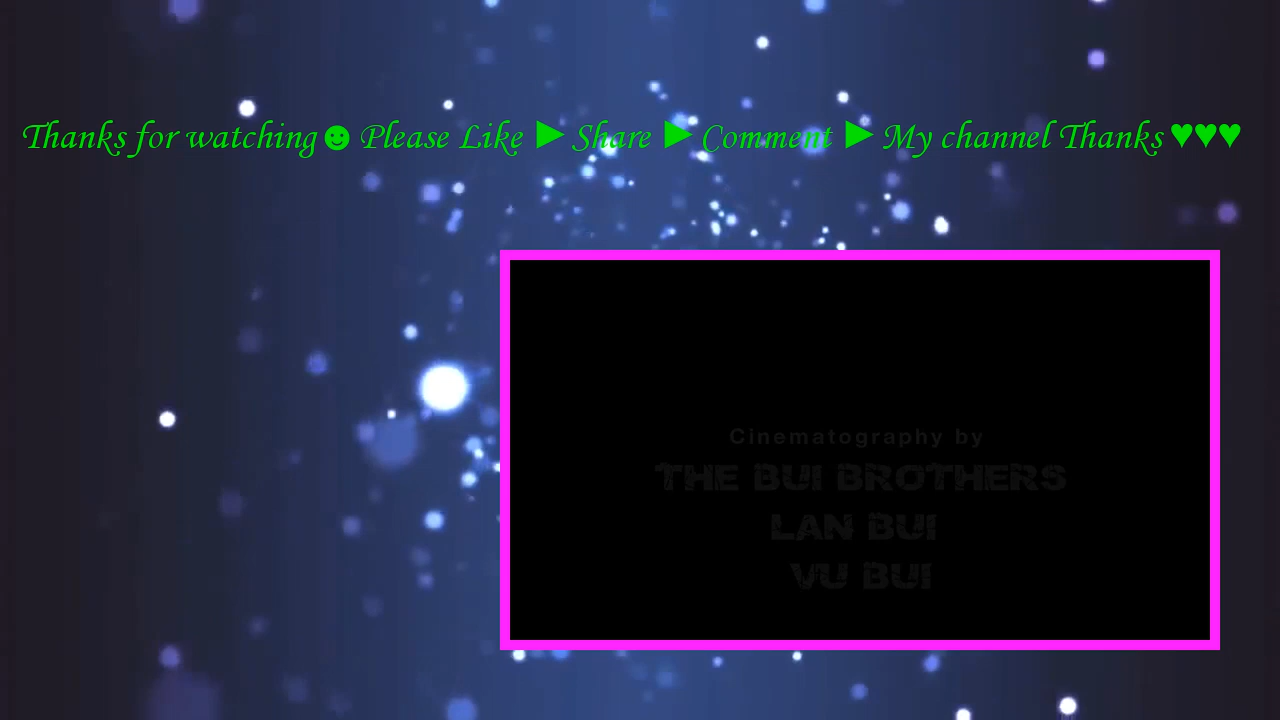 Thanks for watching☻Please Like ►Share ►Comment ►My channel Thanks♥♥♥
Cinematography by
THE BUI BROTHERS
LAN BUI
VU BUI